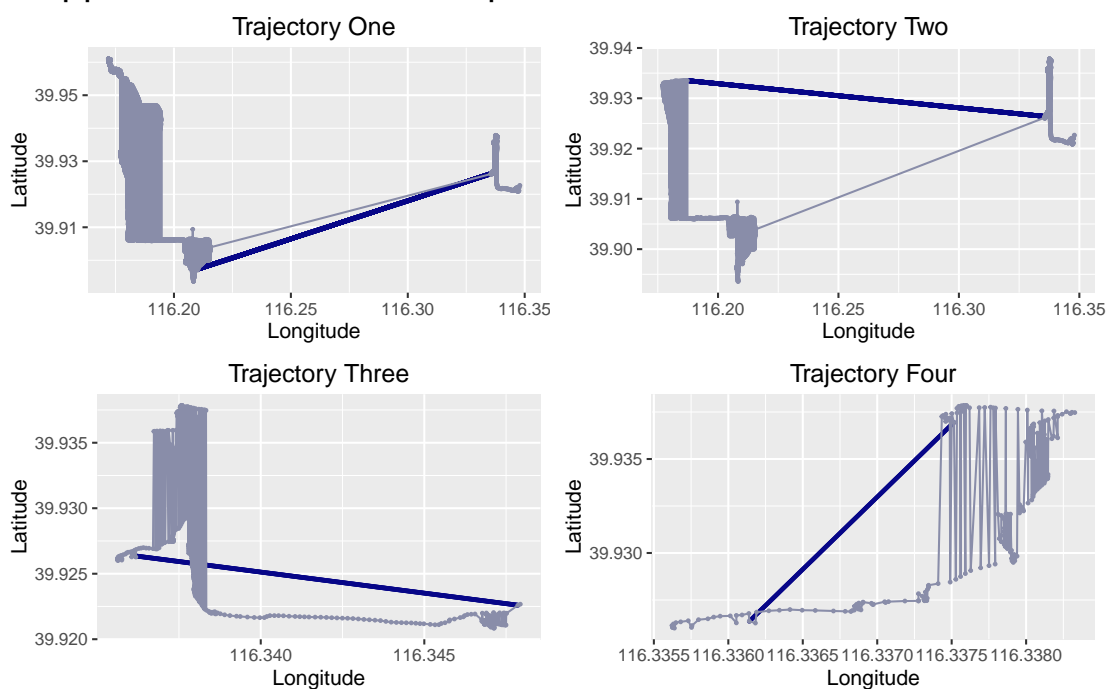 Trajectory One
39.95
39.93
39.91
Latitude
116.20
116.25
116.30
116.35
Longitude
Trajectory Two
39.94
39.93
39.92
39.91
39.90
Latitude
116.20
116.25
116.30
116.35
Longitude
Trajectory Three
39.935
39.930
39.925
39.920
Latitude
116.340
116.345
Longitude
Trajectory Four
39.935
39.930
Latitude
116.3355
116.3360
116.3365
116.3370
116.3375
116.3380
Longitude